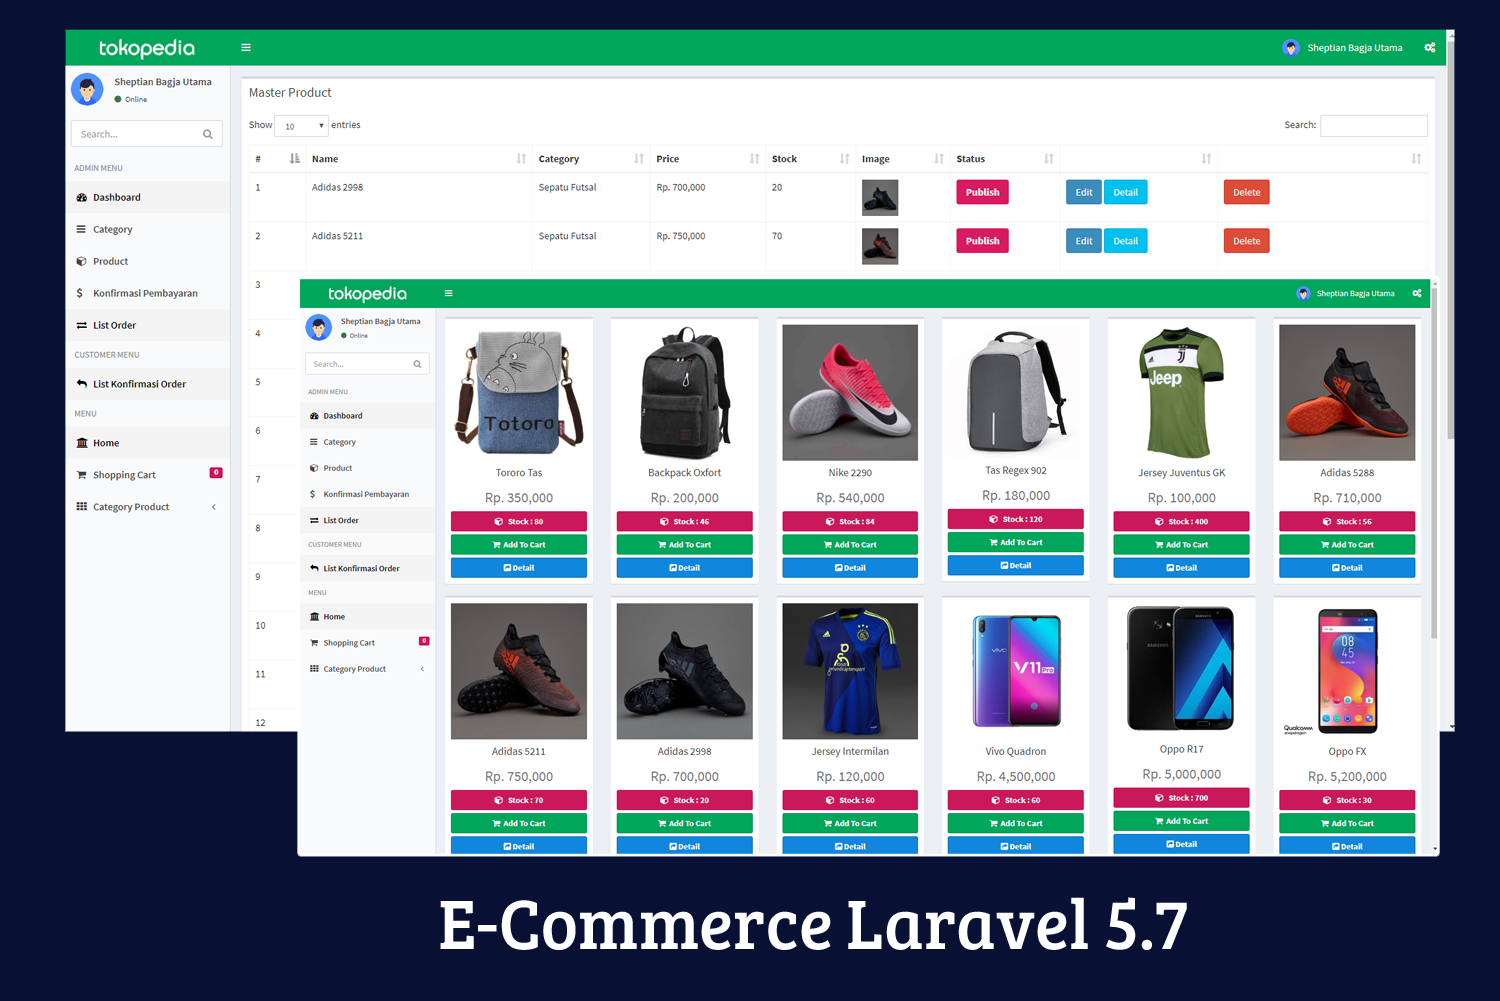 tokopedia
Sheptian Bagja Utama
Sheptian Bagja Utama
Online
Search...
ADMIN MENU
Dashboard
Category
Product
Konfirmasi Pembayaran
List Order
CUSTOMER MENU
List Konfirmasi Order
MENU
Home
Shopping Cart 0
Category Product
Master Product
Show 10 entries
Search:
# Name Category Price Stock Image Status
1 Adidas 2998 Sepatu Futsal Rp. 700,000 20 Publish Edit Detail Delete
2 Adidas 5211 Sepatu Futsal Rp. 750,000 70 Publish Edit Detail Delete
3
4
5
6
7
8
9
10
11
12
tokopedia
Sheptian Bagja Utama
Sheptian Bagja Utama
Online
Search...
ADMIN MENU
Dashboard
Category
Product
Konfirmasi Pembayaran
List Order
CUSTOMER MENU
List Konfirmasi Order
MENU
Home
Shopping Cart 0
Category Product
Totoro
Tororo Tas
Rp. 350,000
Stock : 80
Add To Cart
Detail
Backpack Oxfort
Rp. 200,000
Stock : 46
Add To Cart
Detail
Nike 2290
Rp. 540,000
Stock : 84
Add To Cart
Detail
Tas Regex 902
Rp. 180,000
Stock : 120
Add To Cart
Detail
Jeep
Jersey Juventus GK
Rp. 100,000
Stock : 400
Add To Cart
Detail
Adidas 5288
Rp. 710,000
Stock : 56
Add To Cart
Detail
Adidas 5211
Rp. 750,000
Stock : 70
Add To Cart
Detail
Adidas 2998
Rp. 700,000
Stock : 20
Add To Cart
Detail
Jersey Intermilan
Rp. 120,000
Stock : 60
Add To Cart
Detail
vivo
V11 Pro
Vivo Quadron
Rp. 4,500,000
Stock : 60
Add To Cart
Detail
SAMSUNG
Oppo R17
Rp. 5,000,000
Stock : 700
Add To Cart
Detail
08
45
Qualcomm
snapdragon
Oppo FX
Rp. 5,200,000
Stock : 30
Add To Cart
Detail
E-Commerce Laravel 5.7